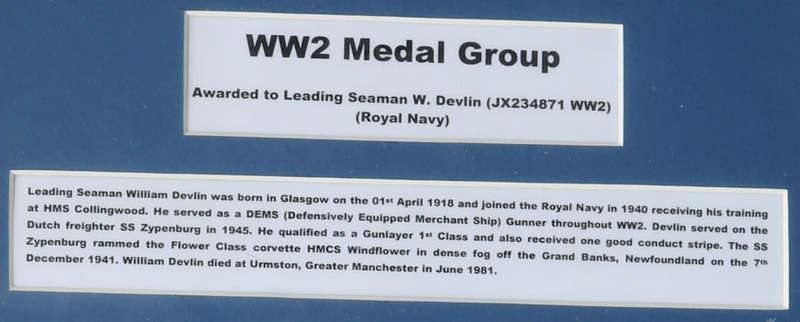 WW2 Medal Group
Awarded to Leading Seaman W. Devlin (JX234871 WW2)
(Royal Navy)
Leading Seaman William Devlin was born in Glasgow on the 01st April 1918 and joined the Royal Navy in 1940 receiving his training
at HMS Collingwood. He served as a DEMS (Defensively Equipped Merchant Ship) Gunner throughout WW2. Devlin served on the
Dutch freighter SS Zypenburg in 1945. He qualified as a Gunlayer 1st Class and also received one good conduct stripe. The SS
Zypenburg rammed the Flower Class corvette HMCS Windflower in dense fog off the Grand Banks, Newfoundland on the 7th
December 1941. William Devlin died at Urmston, Greater Manchester in June 1981.